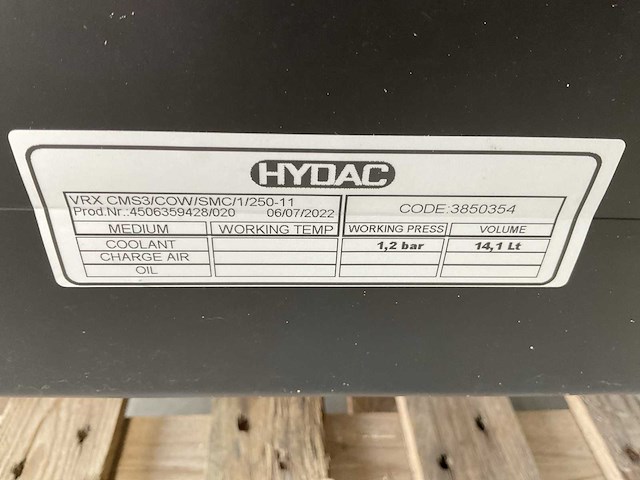 HYDAC
VRX CMS3/COW/SMC/1/250-11
Prod.Nr.:4506359428/020 06/07/2022
CODE:3850354
MEDIUM WORKING TEMP WORKING PRESS VOLUME
COOLANT 1,2 bar 14,1 Lt
CHARGE AIR
OIL